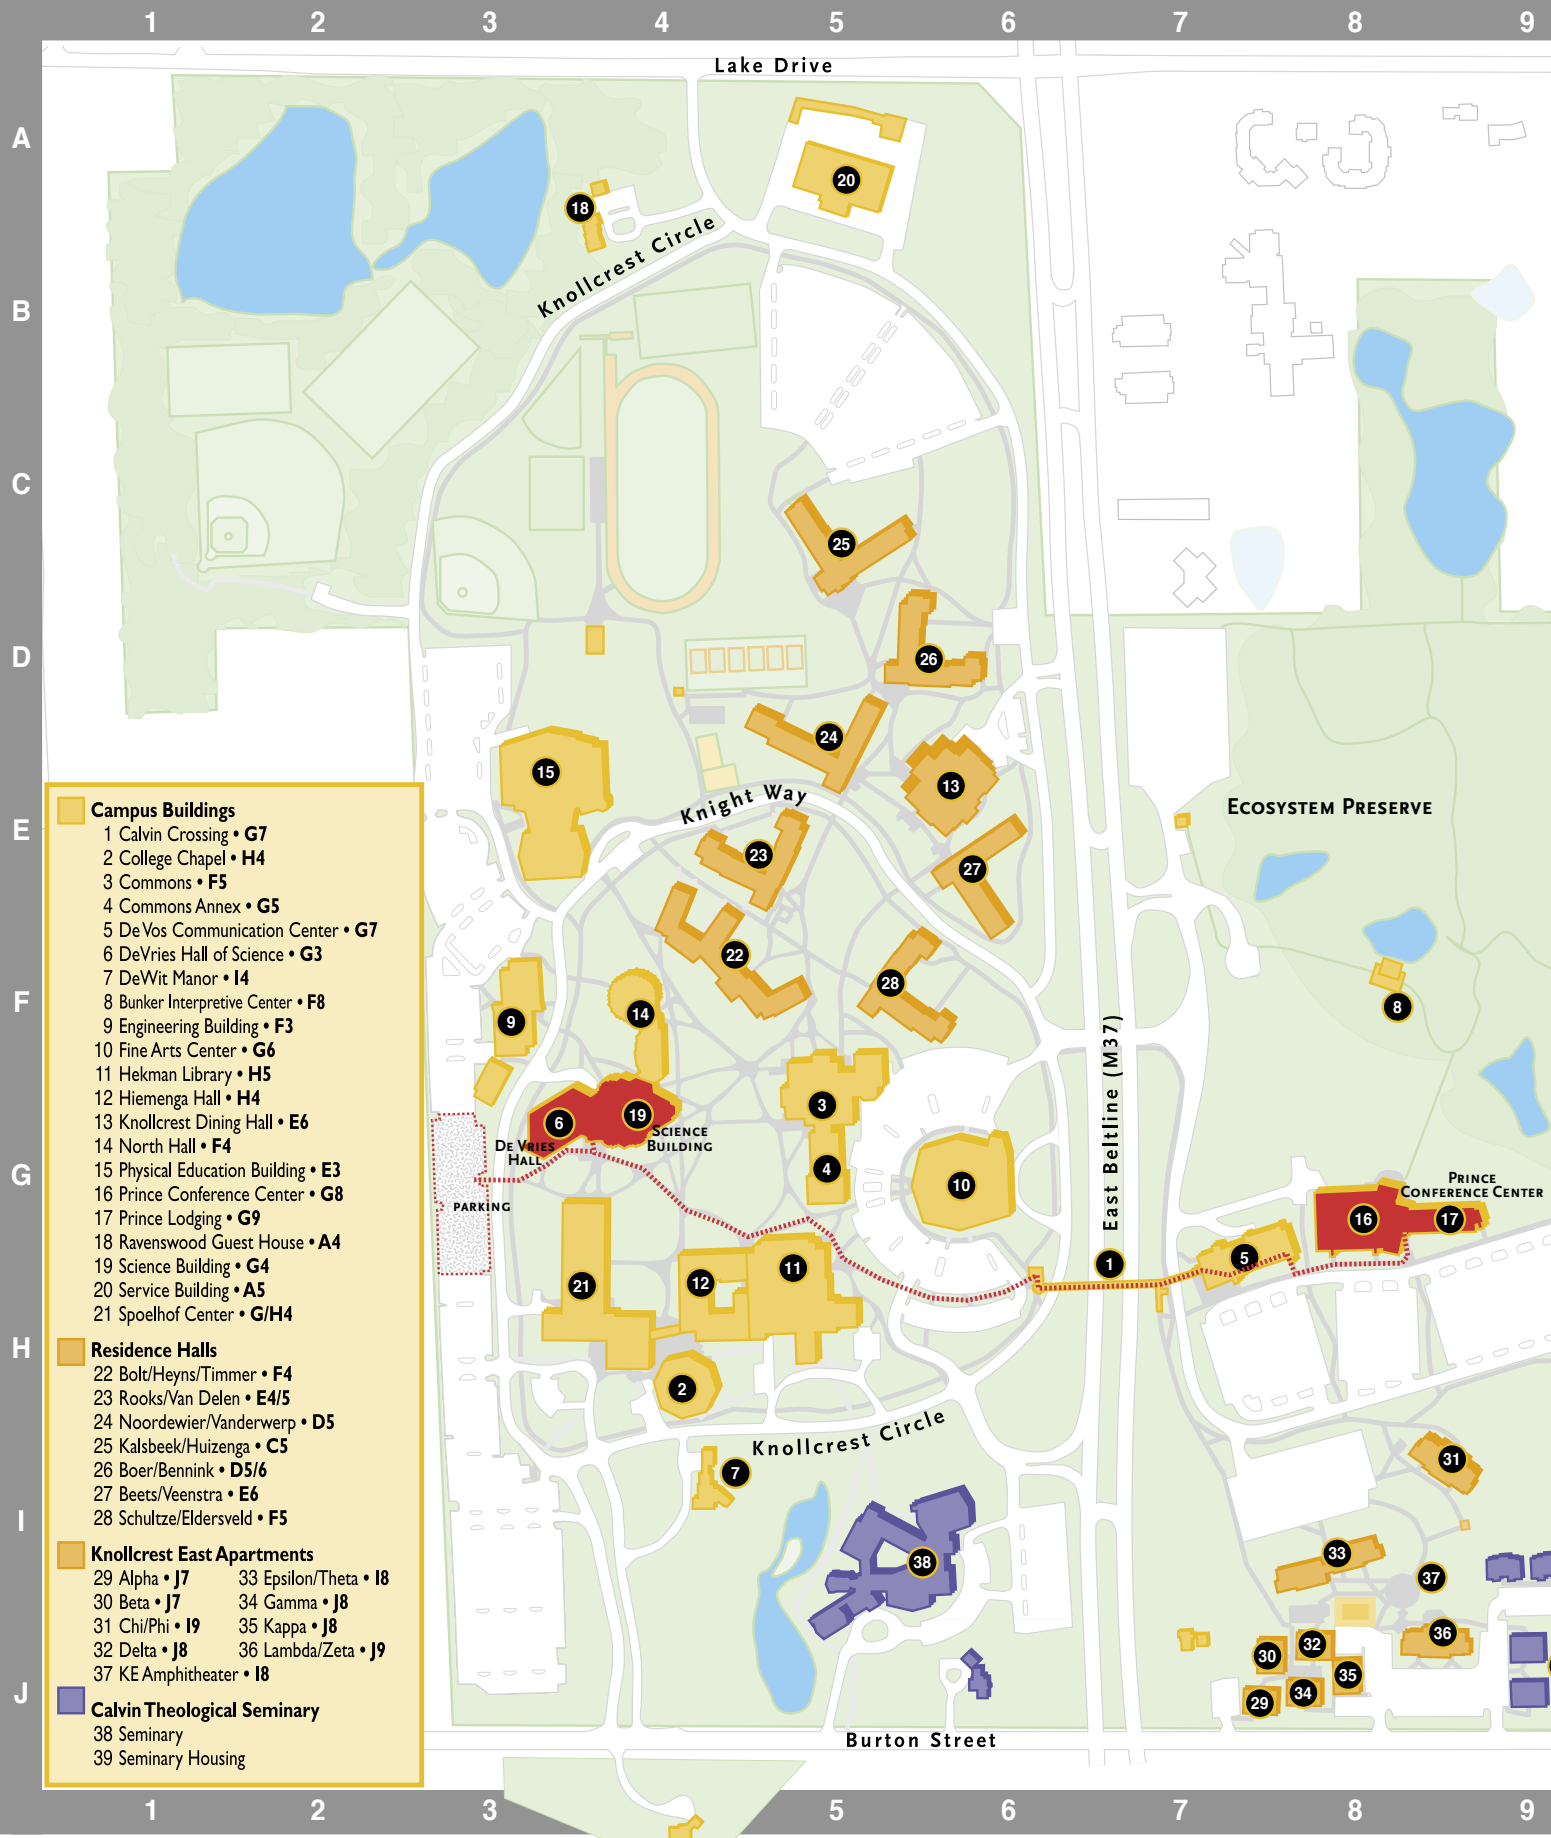 1 2 3 4 5 6 7 8 9
Lake Drive
A
20
18
Knollcrest Circle
B
C
25
D
26
24
15
13
Knight Way
E
Ecosystem Preserve
23
27
22
28
F
14
9
8
East Beltline (M37)
3
19
6
Science
Building
De Vries
Hall
4
G
10
Prince
Conference Center
Parking
16
17
5
1
11
12
21
H
2
Knollcrest Circle
7
31
I
33
38
37
36
32
30
35
J
34
29
Burton Street
1 2 3 5 6 7 8 9
Campus Buildings
1 Calvin Crossing • G7
2 College Chapel • H4
3 Commons • F5
4 Commons Annex • G5
5 DeVos Communication Center • G7
6 DeVries Hall of Science • G3
7 DeWit Manor • I4
8 Bunker Interpretive Center • F8
9 Engineering Building • F3
10 Fine Arts Center • G6
11 Hekman Library • H5
12 Hiemenga Hall • H4
13 Knollcrest Dining Hall • E6
14 North Hall • F4
15 Physical Education Building • E3
16 Prince Conference Center • G8
17 Prince Lodging • G9
18 Ravenswood Guest House • A4
19 Science Building • G4
20 Service Building • A5
21 Spoelhof Center • G/H4
Residence Halls
22 Bolt/Heyns/Timmer • F4
23 Rooks/Van Delen • E4/5
24 Noordewier/Vanderwerp • D5
25 Kalsbeek/Huizenga • C5
26 Boer/Bennink • D5/6
27 Beets/Veenstra • E6
28 Schultze/Eldersveld • F5
Knollcrest East Apartments
29 Alpha • J7 33 Epsilon/Theta • I8
30 Beta • J7 34 Gamma • J8
31 Chi/Phi • I9 35 Kappa • J8
32 Delta • J8 36 Lambda/Zeta • J9
37 KE Amphitheater • I8
Calvin Theological Seminary
38 Seminary
39 Seminary Housing